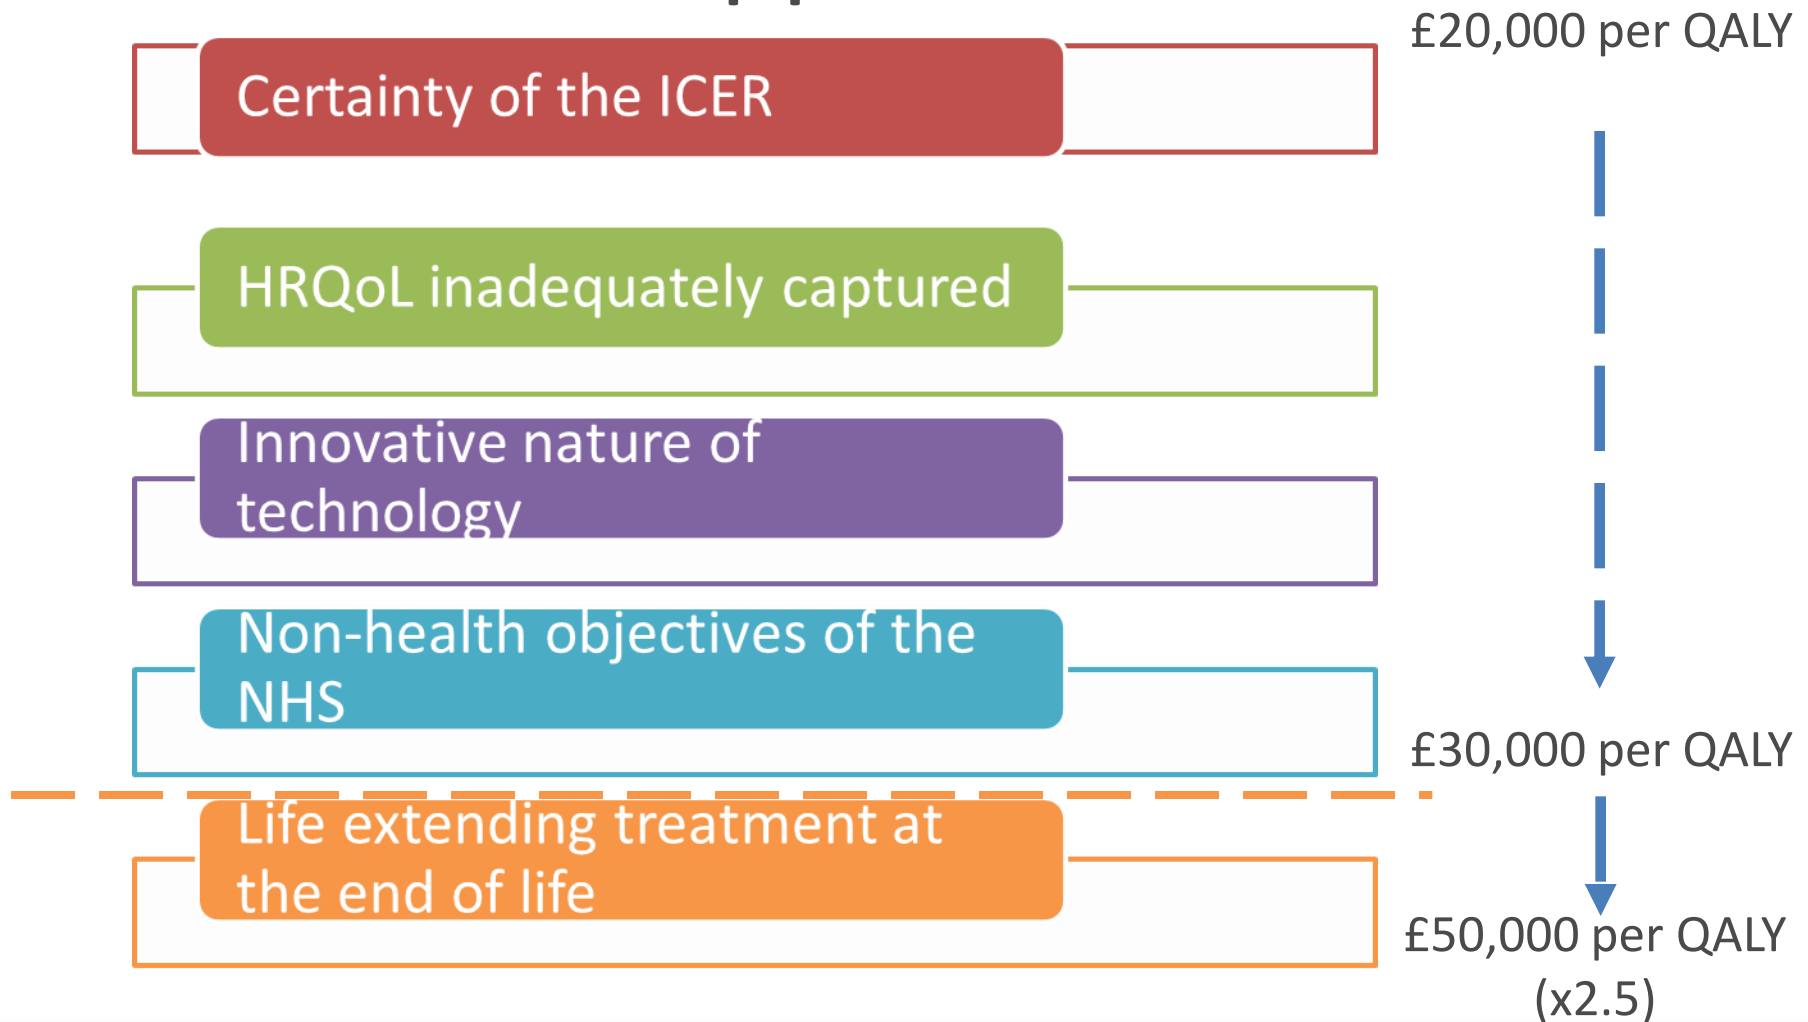 £20,000 per QALY
Certainty of the ICER
HRQoL inadequately captured
Innovative nature of
technology
Non-health objectives of the
NHS
£30,000 per QALY
Life extending treatment at
the end of life
£50,000 per QALY
(x2.5)